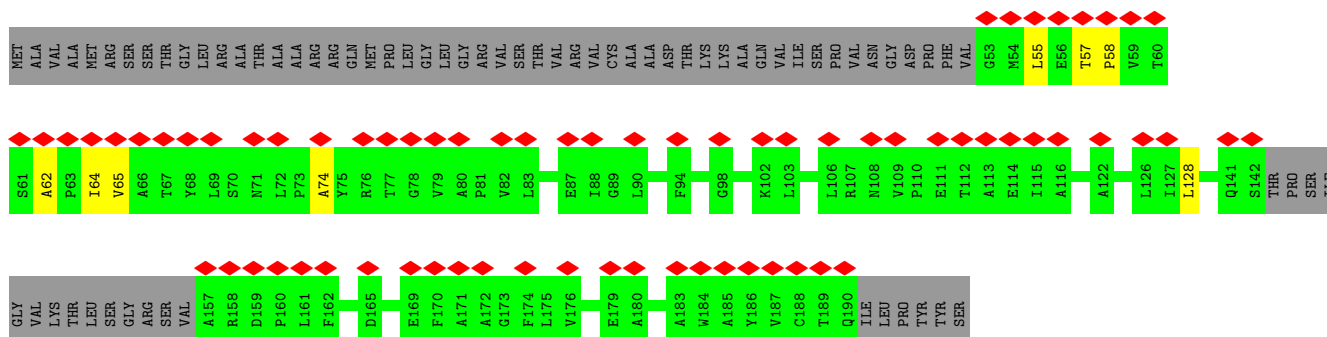 MET ALA VAL ALA MET ARG SER SER THR GLY LEU ARG ALA THR ALA ALA ARG ARG GLN MET PRO LEU GLY LEU GLY ARG VAL SER THR VAL ARG VAL CYS ALA ALA ASP THR LYS LYS ALA GLN VAL ILE SER PRO VAL ASN GLY ASP PRO PHE VAL G53 M54 L55 E56 T57 P58 V59 T60
S61 A62 P63 I64 V65 A66 T67 Y68 L69 S70 N71 L72 P73 A74 Y75 R76 T77 G78 V79 A80 P81 V82 L83 E87 I88 G89 L90 F94 G98 K102 L103 L106 R107 N108 V109 P110 E111 T112 A113 E114 I115 A116 A122 L126 I127 L128 Q141 S142 THR PRO SER ILE
GLY VAL LYS THR LEU SER GLY ARG SER VAL A157 R158 D159 P160 L161 F162 D165 E169 F170 A171 A172 G173 F174 L175 V176 E179 A180 A183 W184 A185 Y186 V187 C188 T189 Q190 ILE LEU PRO TYR TYR SER